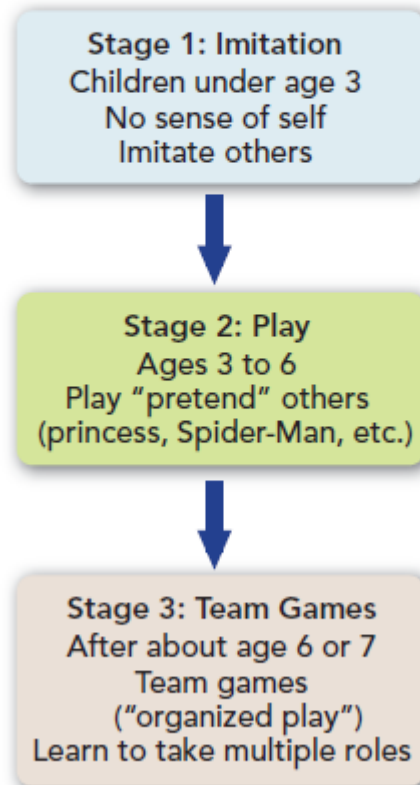 Stage 1: Imitation
Children under age 3
No sense of self
Imitate others
Stage 2: Play
Ages 3 to 6
Play “pretend” others
(princess, Spider-Man, etc.)
Stage 3: Team Games
After about age 6 or 7
Team games
(“organized play”)
Learn to take multiple roles